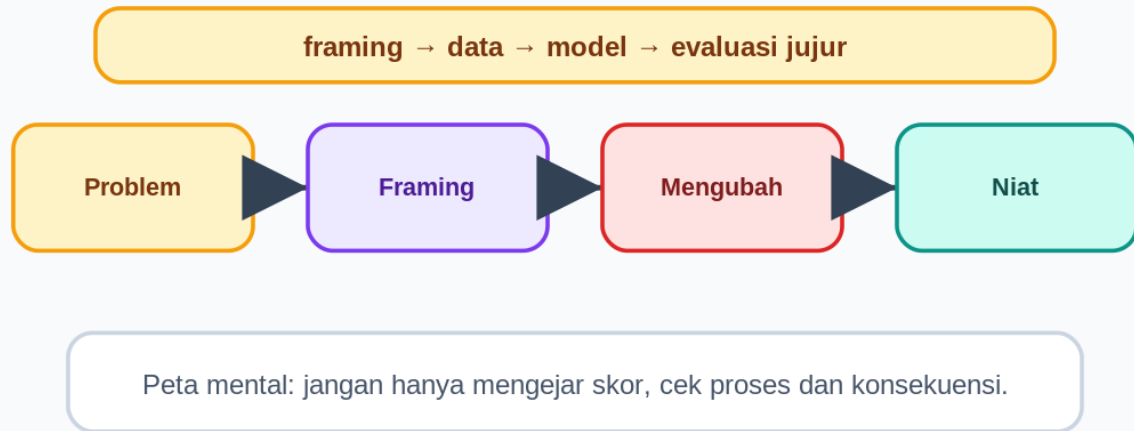 framing → data → model → evaluasi jujur
Problem
Framing
Mengubah
Niat
Peta mental: jangan hanya mengejar skor, cek proses dan konsekuensi.